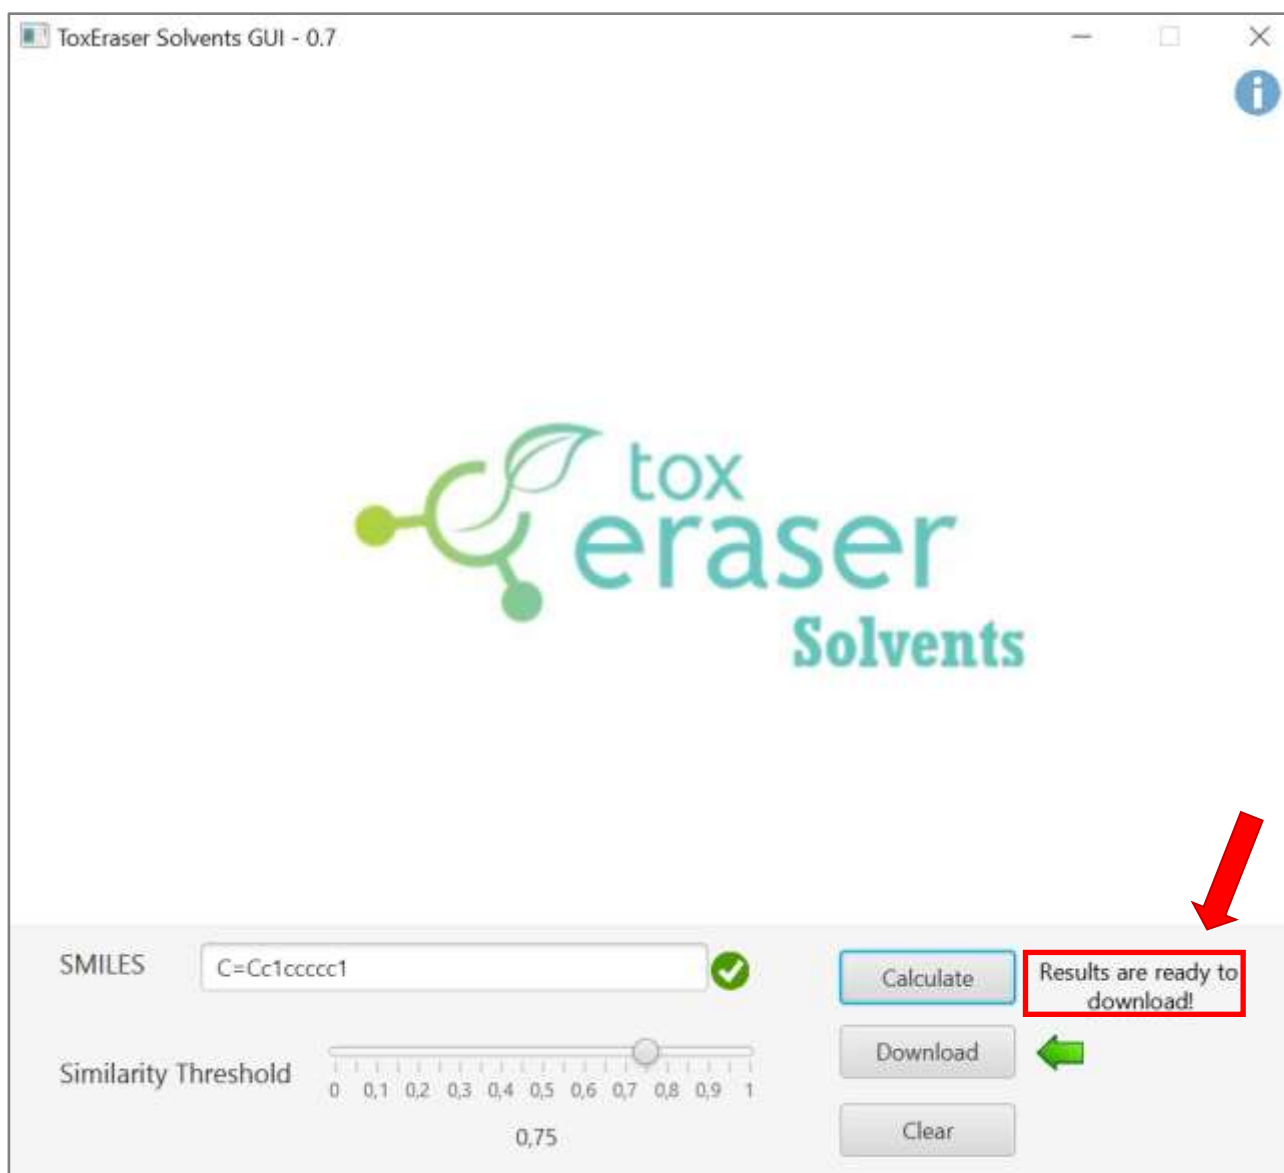 ToxEraser Solvents GUI - 0.7
tox
eraser
Solvents
SMILES
C=Cc1ccccc1
Calculate
Results are ready to
download!
Similarity Threshold
0 0,1 0,2 0,3 0,4 0,5 0,6 0,7 0,8 0,9 1
0,75
Download
Clear